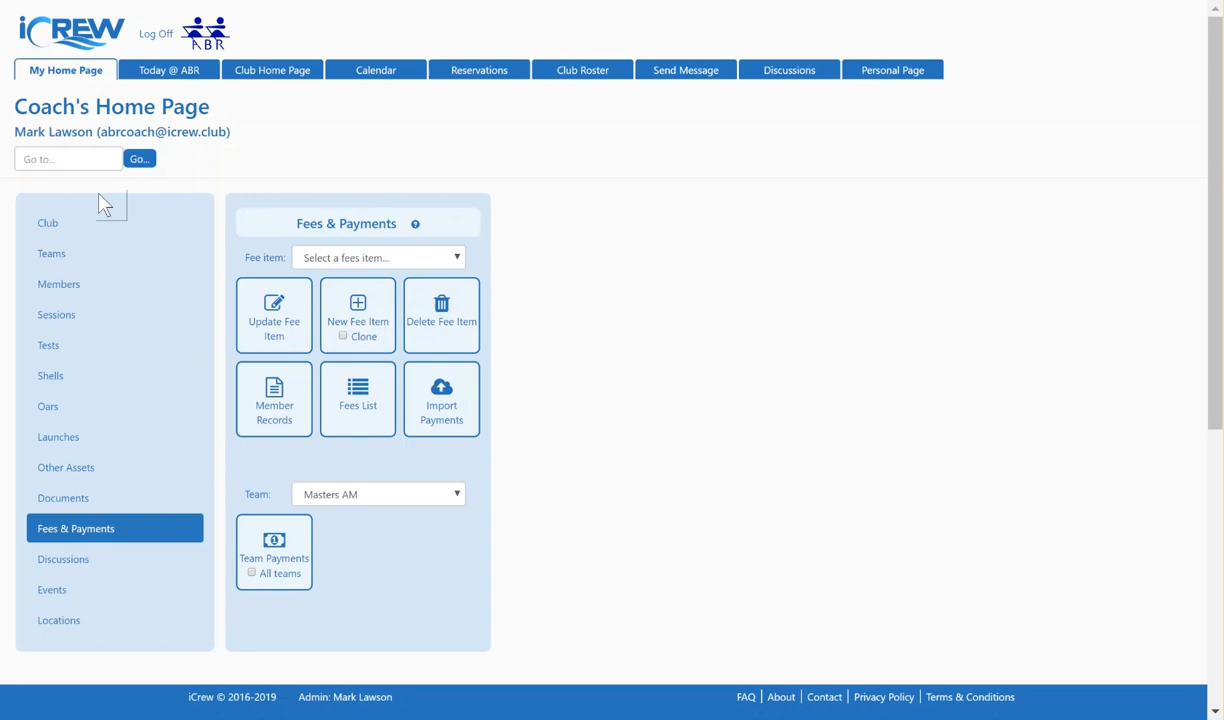 iCREW
Log Off
ABR
My Home Page
Today @ ABR
Club Home Page
Calendar
Reservations
Club Roster
Send Message
Discussions
Personal Page
Coach's Home Page
Mark Lawson (abrcoach@icrew.club)
Go to...
Go...
Club
Teams
Members
Sessions
Tests
Shells
Oars
Launches
Other Assets
Documents
Fees & Payments
Discussions
Events
Locations
Fees & Payments
Fee item:
Select a fees item...
Update Fee
Item
New Fee Item
Clone
Delete Fee Item
Member
Records
Fees List
Import
Payments
Team:
Masters AM
Team Payments
All teams
iCrew © 2016-2019
Admin: Mark Lawson
FAQ | About | Contact | Privacy Policy | Terms & Conditions